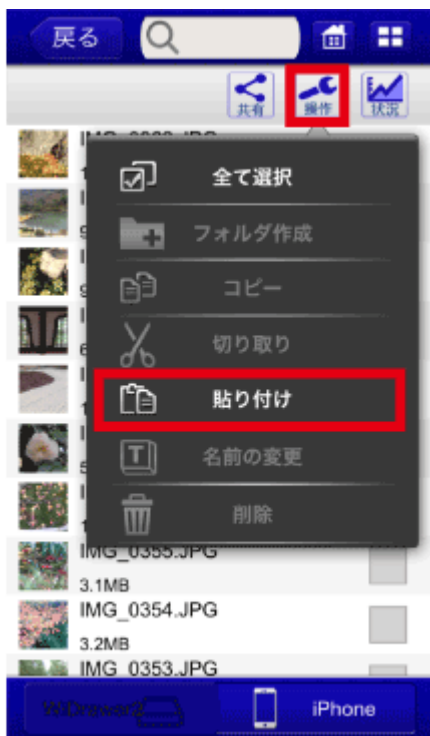 戻る
共有
操作
状況
全て選択
フォルダ作成
コピー
切り取り
貼り付け
名前の変更
削除
IMG_0355.JPG
3.1MB
IMG_0354.JPG
3.2MB
IMG_0353.JPG
iPhone